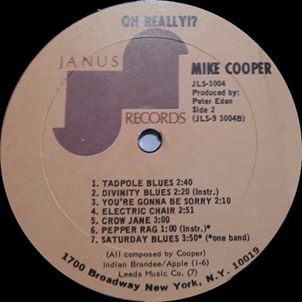 OH REALLY!?
JANUS
RECORDS
MIKE COOPER
JLS-3004
Produced by:
Peter Eden
Side 2
(JLS-9 3004B)
1. TADPOLE BLUES 2:40
2. DIVINITY BLUES 2:20 (Instr.)
3. YOU'RE GONNA BE SORRY 2:10
4. ELECTRIC CHAIR 2:51
5. CROW JANE 3:00
6. PEPPER RAG 1:00 (Instr.)*
7. SATURDAY BLUES 3:50* (*one band)
(All composed by Cooper)
Indian Brandee/Apple (1-6)
Leeds Music Co. (7)
1700 Broadway New York, N.Y. 10019